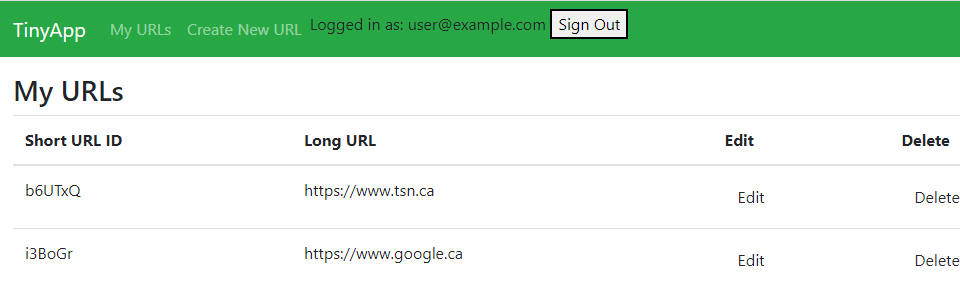 TinyApp My URLs Create New URL Logged in as: user@example.com Sign Out
My URLs
Short URL ID Long URL Edit Delete
b6UTxQ https://www.tsn.ca Edit Delete
i3BoGr https://www.google.ca Edit Delete